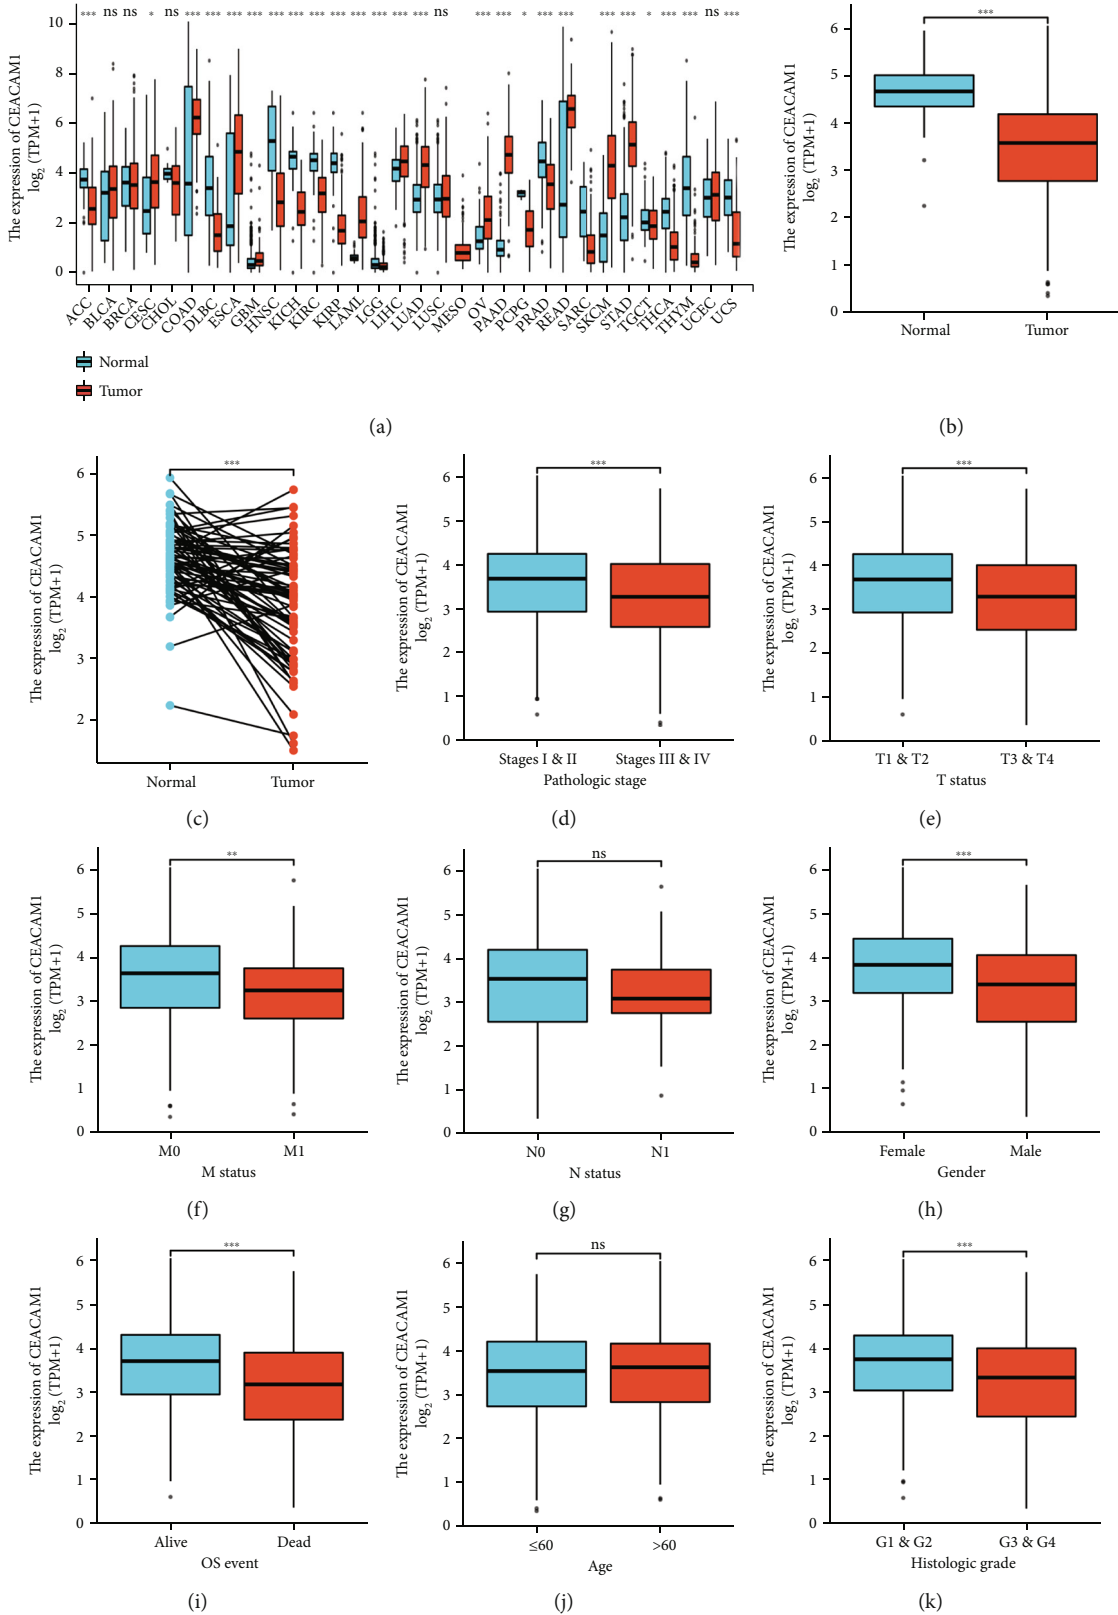 The expression of CEACAM1
log₂ (TPM+1)
10
8
6
4
2
0
*** ns ns * ns *** *** *** *** *** *** *** *** *** *** *** *** ns *** *** * *** *** *** *** * *** *** ns ***
ACC BLCA BRCA CESC CHOL COAD DLBC ESCA GBM HNSC KICH KIRC KIRP LAML LGG LIHC LUAD LUSC MESO OV PAAD PCPG PRAD READ SARC SKCM STAD TGCT THCA THYM UCEC UCS
Normal
Tumor
(a)
The expression of CEACAM1
log₂ (TPM+1)
6
5
4
3
2
1
0
***
Normal Tumor
(b)
The expression of CEACAM1
log₂ (TPM+1)
6
5
4
3
2
***
Normal Tumor
(c)
The expression of CEACAM1
log₂ (TPM+1)
6
5
4
3
2
1
0
***
Stages I & II Stages III & IV
Pathologic stage
(d)
The expression of CEACAM1
log₂ (TPM+1)
6
5
4
3
2
1
0
***
T1 & T2 T3 & T4
T status
(e)
The expression of CEACAM1
log₂ (TPM+1)
6
5
4
3
2
1
0
**
M0 M1
M status
(f)
The expression of CEACAM1
log₂ (TPM+1)
6
5
4
3
2
1
0
ns
N0 N1
N status
(g)
The expression of CEACAM1
log₂ (TPM+1)
6
5
4
3
2
1
0
***
Female Male
Gender
(h)
The expression of CEACAM1
log₂ (TPM+1)
6
5
4
3
2
1
0
***
Alive Dead
OS event
(i)
The expression of CEACAM1
log₂ (TPM+1)
6
5
4
3
2
1
0
ns
≤60 >60
Age
(j)
The expression of CEACAM1
log₂ (TPM+1)
6
5
4
3
2
1
0
***
G1 & G2 G3 & G4
Histologic grade
(k)